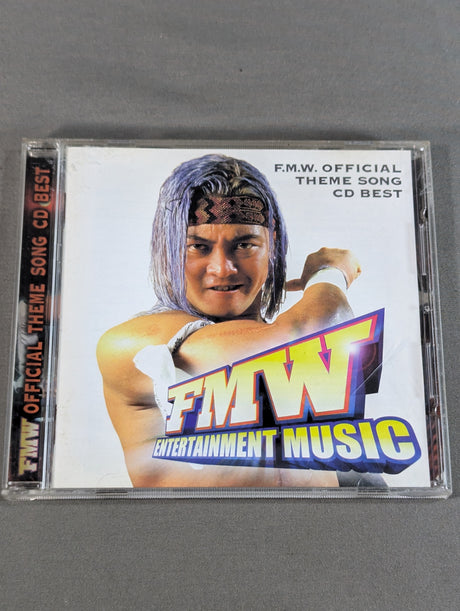 FMW OFFICIAL THEME SONG CD BEST
F.M.W. OFFICIAL
THEME SONG
CD BEST
FMW
ENTERTAINMENT MUSIC